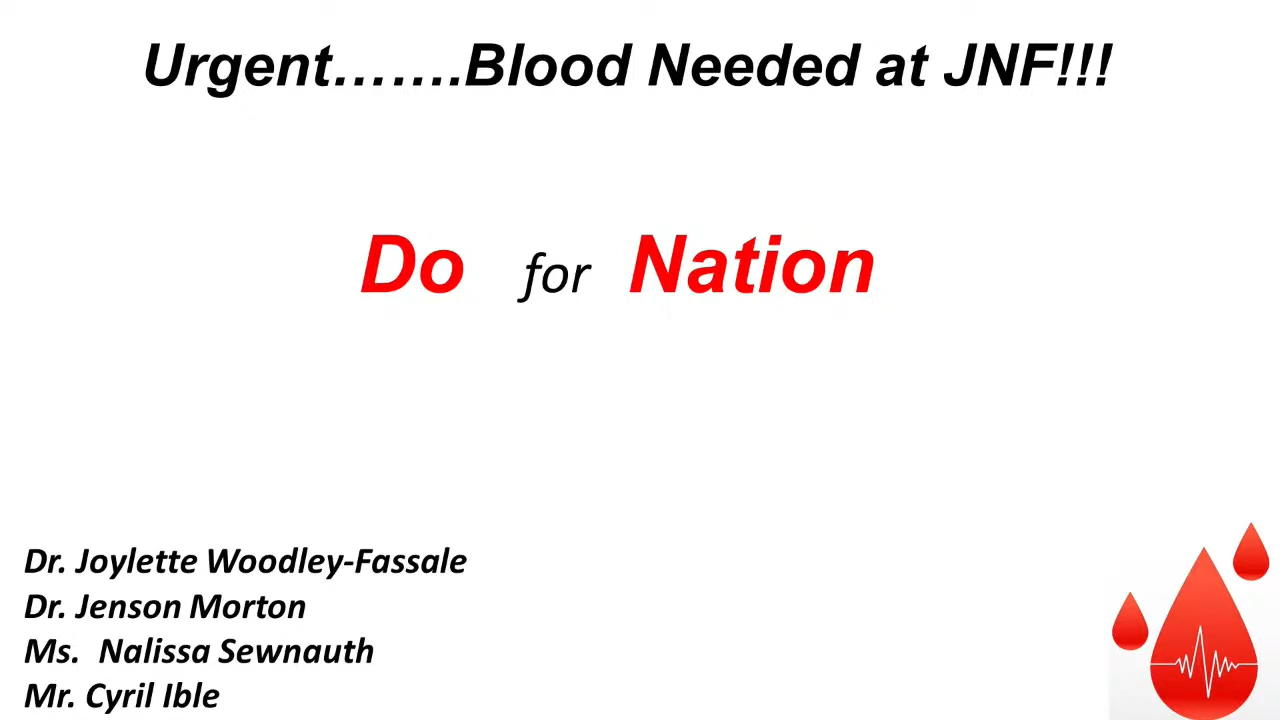 Urgent…….Blood Needed at JNF!!!
Do for Nation
Dr. Joylette Woodley-Fassale
Dr. Jenson Morton
Ms. Nalissa Sewnauth
Mr. Cyril Ible